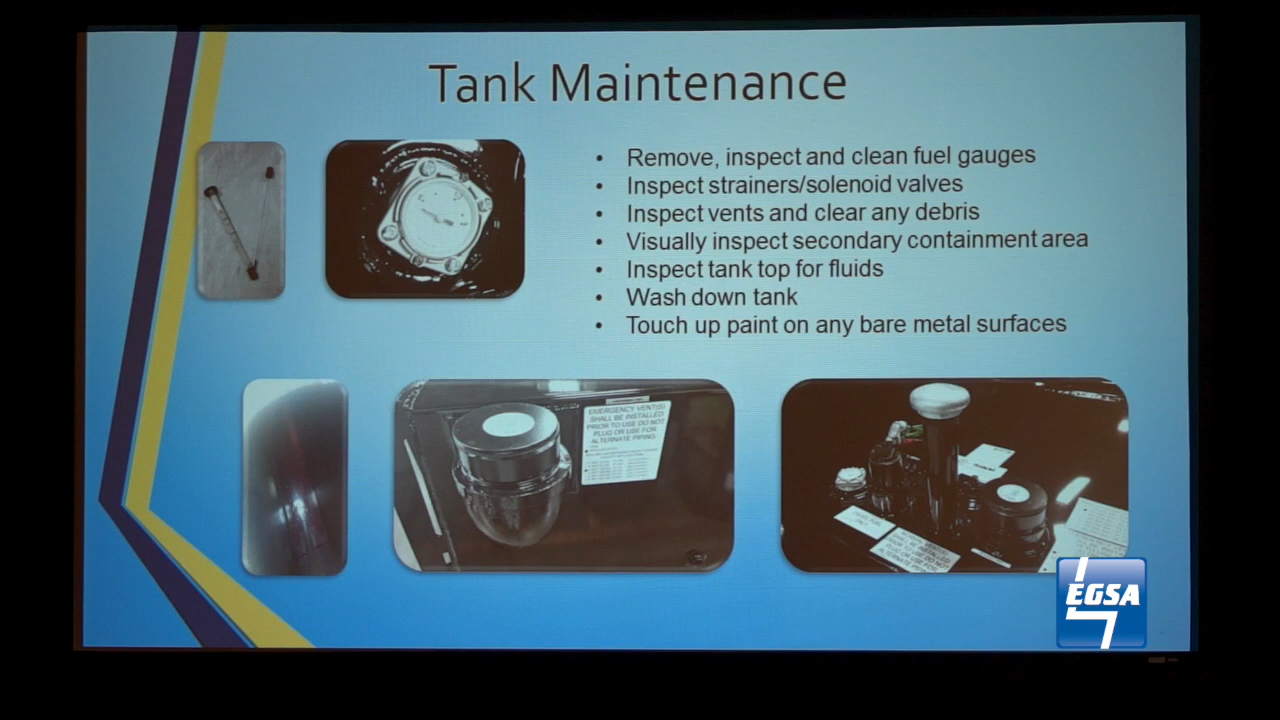 Tank Maintenance
• Remove, inspect and clean fuel gauges
• Inspect strainers/solenoid valves
• Inspect vents and clear any debris
• Visually inspect secondary containment area
• Inspect tank top for fluids
• Wash down tank
• Touch up paint on any bare metal surfaces
EMERGENCY VENT(S)
SHALL BE INSTALLED
PRIOR TO USE DO NOT
PLUG OR USE FOR
ALTERNATE PIPING.
EGSA